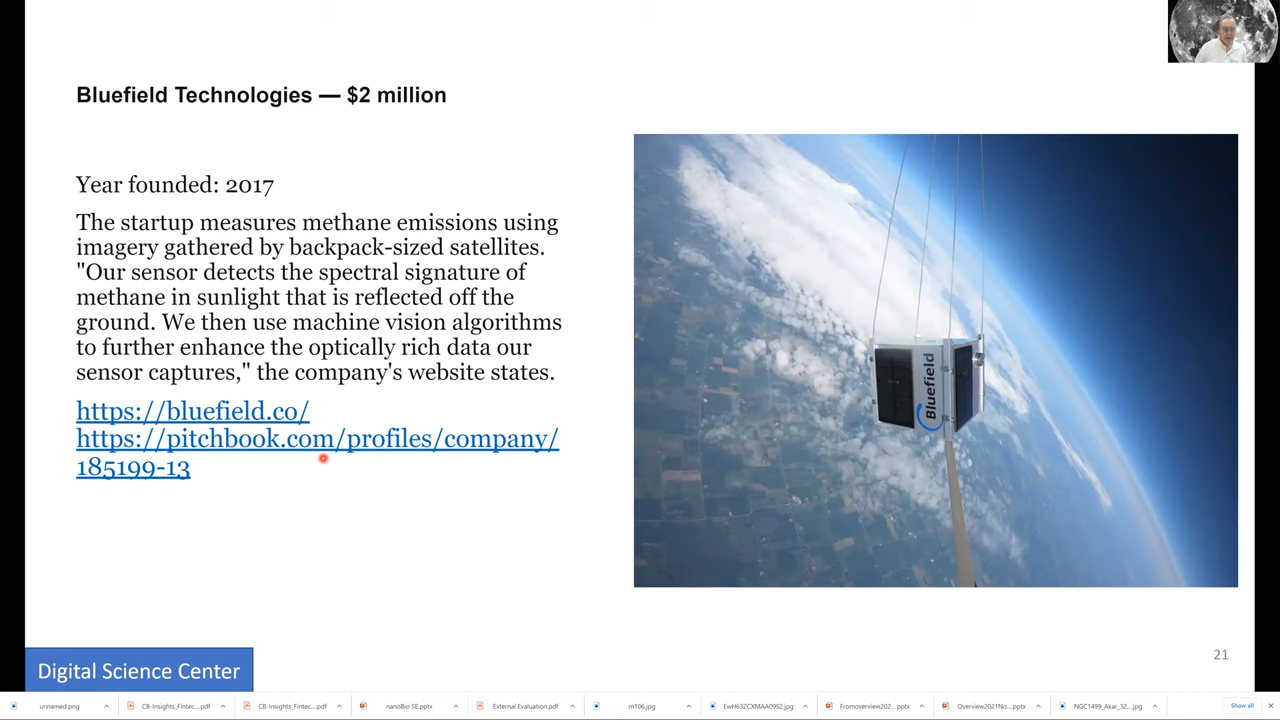 Bluefield Technologies — $2 million
Year founded: 2017
The startup measures methane emissions using
imagery gathered by backpack-sized satellites.
"Our sensor detects the spectral signature of
methane in sunlight that is reflected off the
ground. We then use machine vision algorithms
to further enhance the optically rich data our
sensor captures," the company's website states.
https://bluefield.co/
https://pitchbook.com/profiles/company/
185199-13
Bluefield
21
Digital Science Center
unnamed.png
CB-Insights_Fintec....pdf
CB-Insights_Fintec....pdf
nanoBio SE.pptx
External Evaluation.pdf
m106.jpg
EwH63ZCXMAA09S2.jpg
Fromoverview202....pptx
Overview2021No....pptx
NGC1499_Akar_32....jpg
Show all